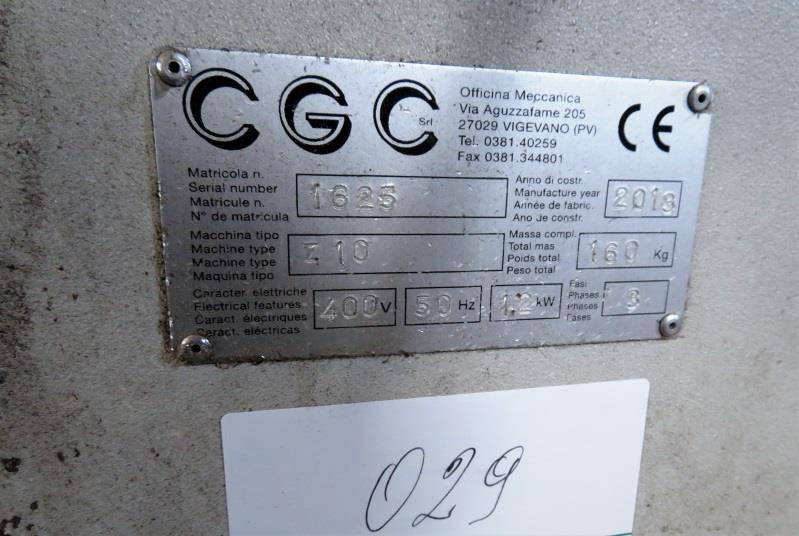 CGC Srl
Officina Meccanica
Via Aguzzafame 205
27029 VIGEVANO (PV)
Tel. 0381.40259
Fax 0381.344801
CE
Matricola n.
Serial number
Matricule n.
N° de matricula
1625
Anno di costr.
Manufacture year
Année de fabric.
Ano de constr.
2018
Macchina tipo
Machine type
Machine type
Maquina tipo
Z 10
Massa compl.
Total mas
Poids total
Peso total
160 Kg
Caracter. elettriche
Electrical features
Caract. électriques
Caract. eléctricas
400 V
50 Hz
1,2 kW
Fasi
Phases
Phases
Fases
3
029